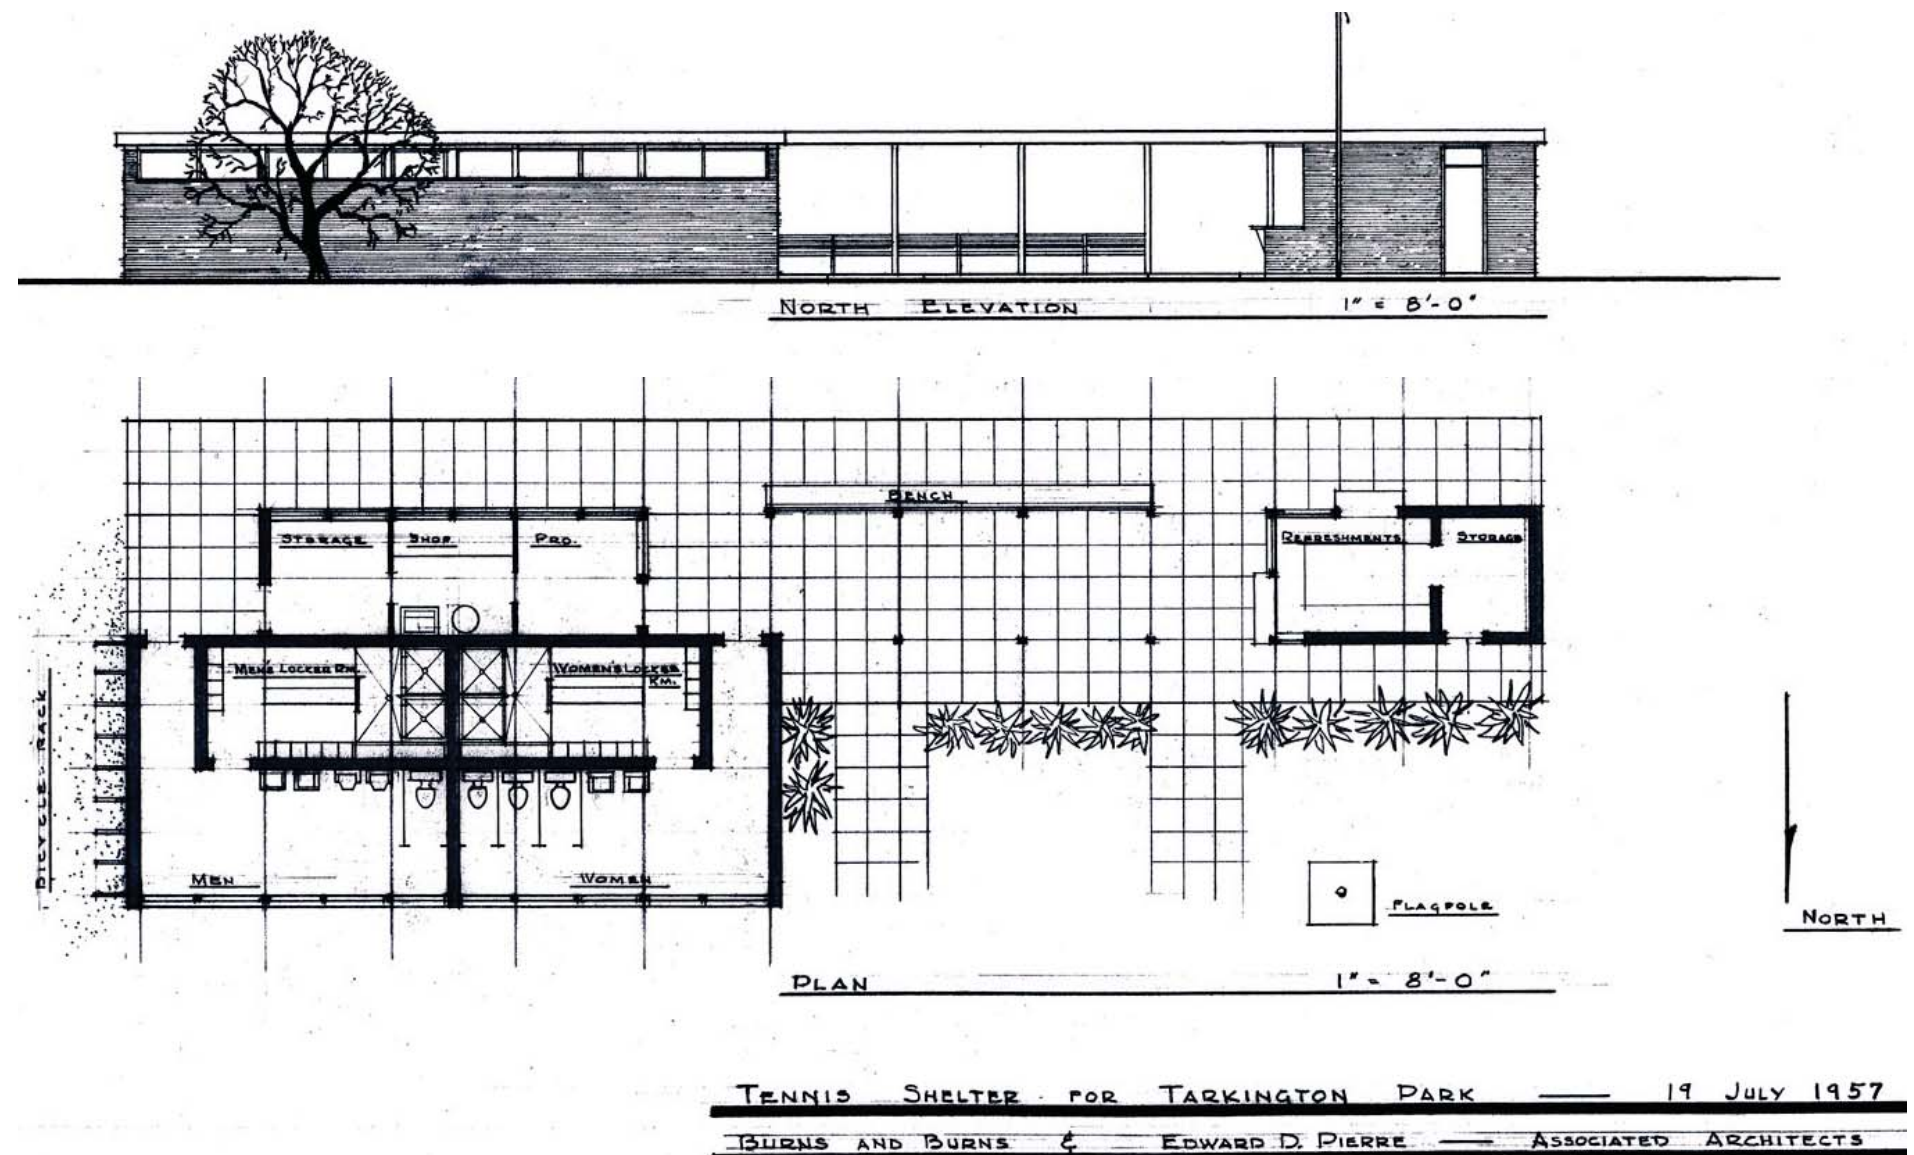 NORTH ELEVATION 1" = 8'-0"
BENCH
STORAGE SHOP PRO. REFRESHMENTS STORAGE
MEN'S LOCKER RM. WOMEN'S LOCKER RM.
BICYCLE RACK
MEN WOMEN
FLAGPOLE
NORTH
PLAN 1" = 8'-0"
TENNIS SHELTER FOR TARKINGTON PARK — 19 JULY 1957
BURNS AND BURNS & EDWARD D. PIERRE — ASSOCIATED ARCHITECTS